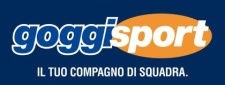 goggisport
IL TUO COMPAGNO DI SQUADRA.